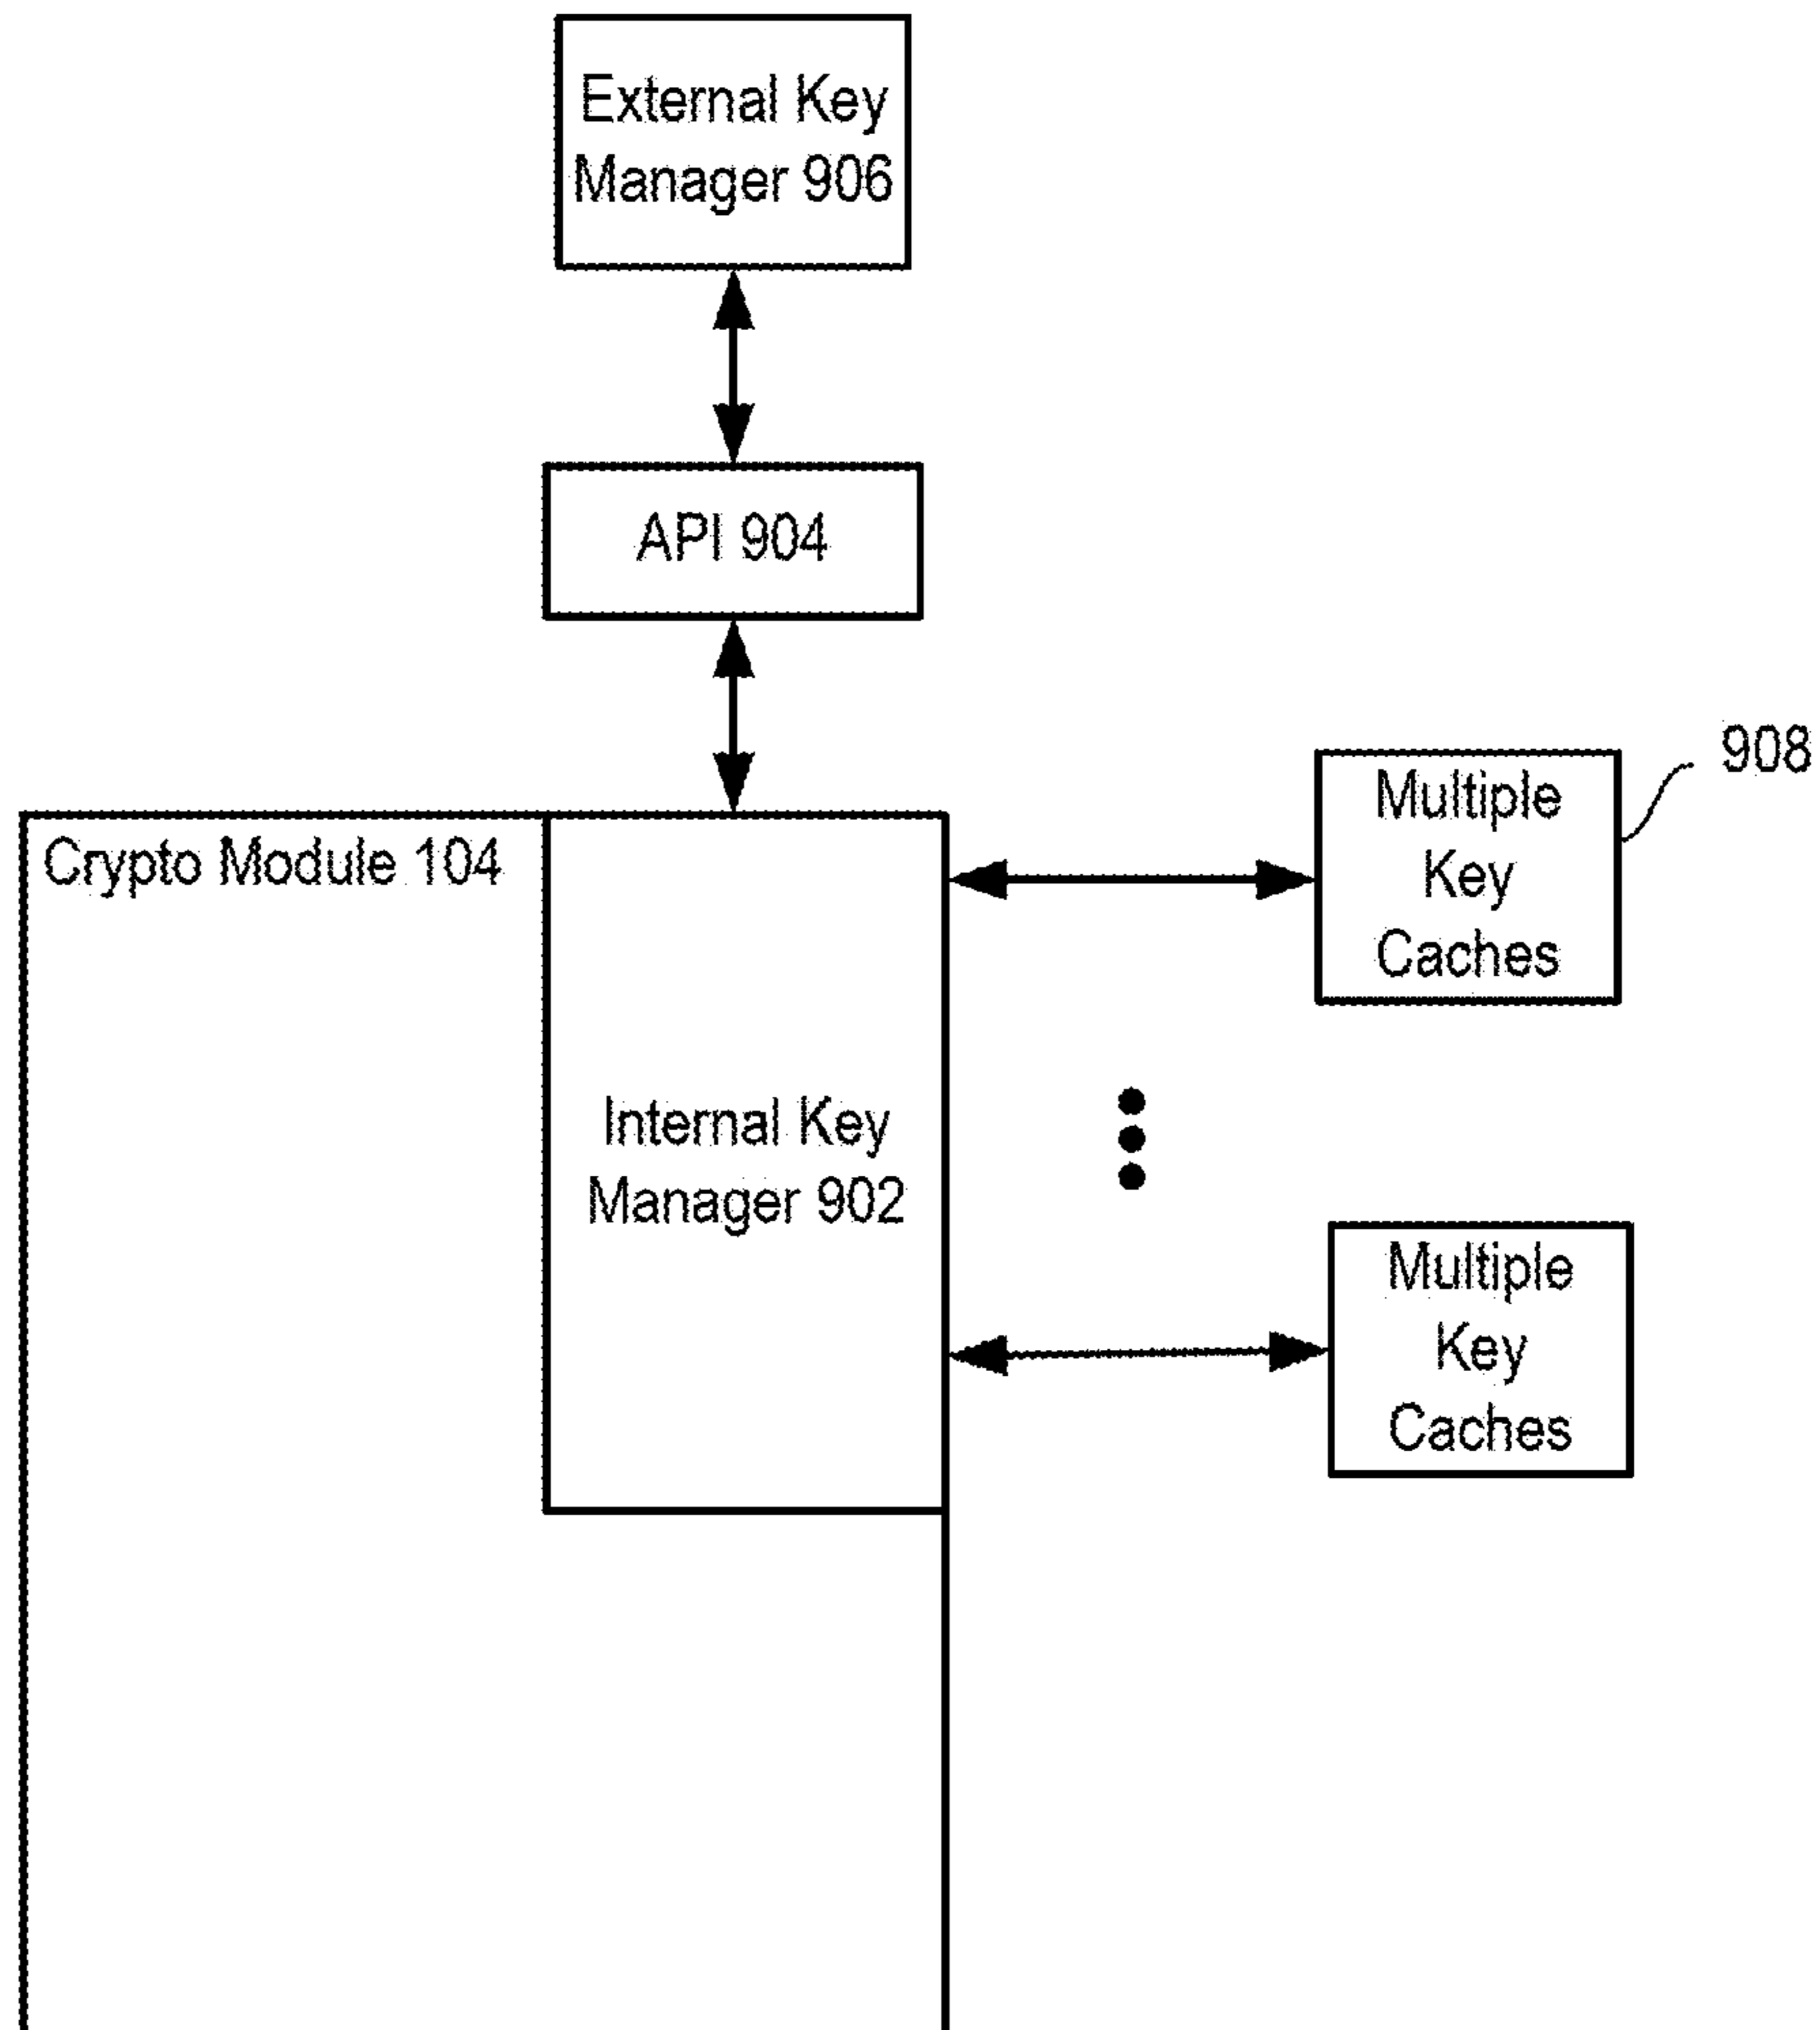 External Key
Manager 906
API 904
908
Multiple
Key
Caches
Crypto Module 104
Internal Key
Manager 902
Multiple
Key
Caches